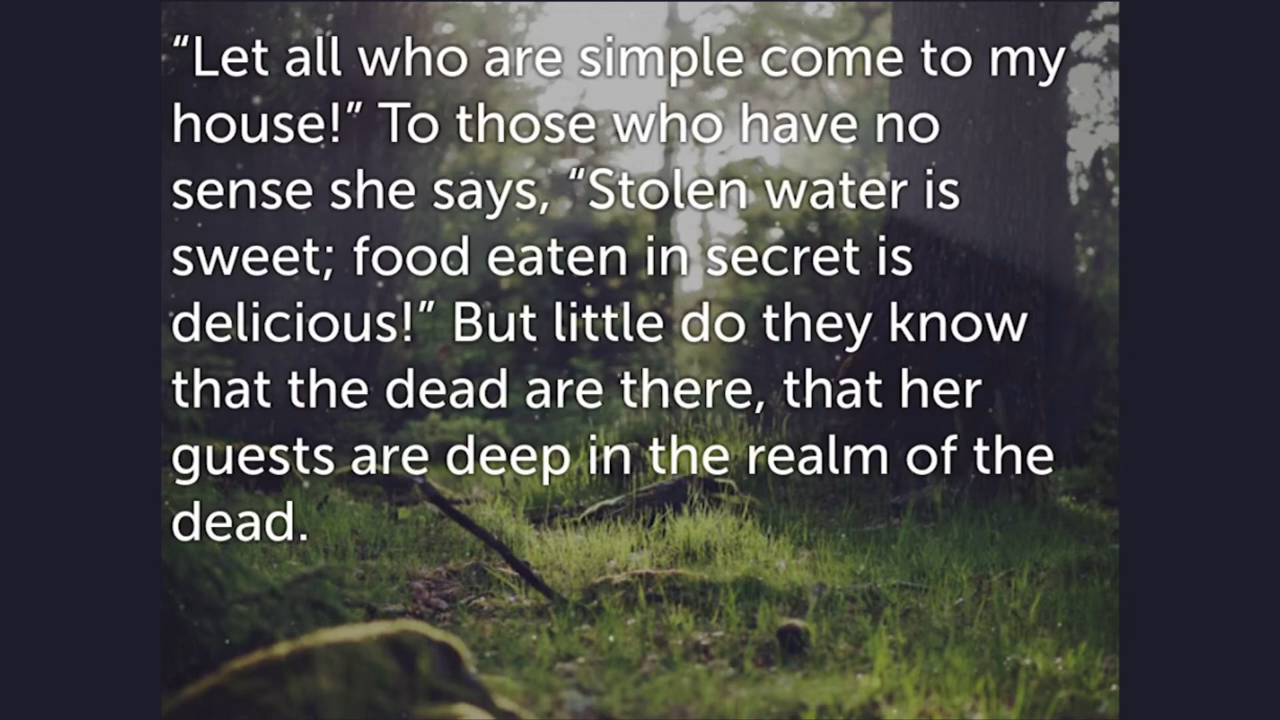 “Let all who are simple come to my
house!” To those who have no
sense she says, “Stolen water is
sweet; food eaten in secret is
delicious!” But little do they know
that the dead are there, that her
guests are deep in the realm of the
dead.